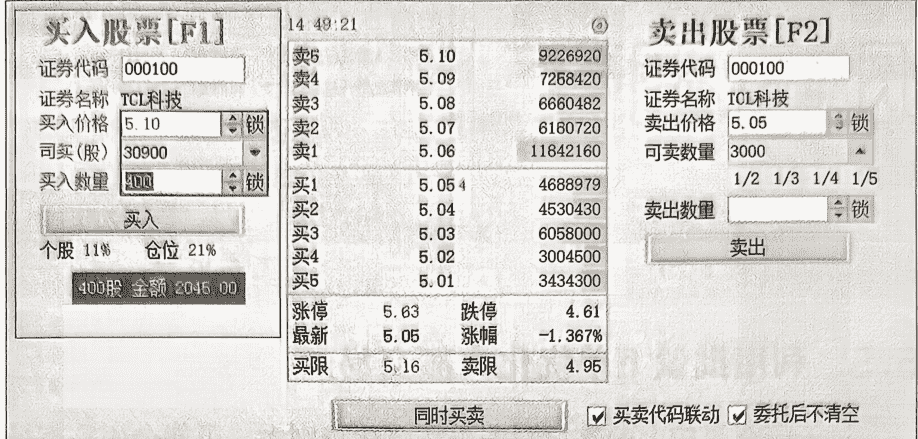 买入股票[F1]
证券代码 000100
证券名称 TCL科技
买入价格 5.10 锁
可买(股) 30900
买入数量 400 锁
买入
个股 11% 仓位 21%
400股 金额 2045.00
14 49:21
卖5 5.10 9226920
卖4 5.09 7258420
卖3 5.08 6660482
卖2 5.07 6180720
卖1 5.06 11842160
买1 5.05 4 4688979
买2 5.04 4530430
买3 5.03 6058000
买4 5.02 3004500
买5 5.01 3434300
涨停 5.63 跌停 4.61
最新 5.05 涨幅 -1.367%
买限 5.16 卖限 4.95
卖出股票[F2]
证券代码 000100
证券名称 TCL科技
卖出价格 5.05 锁
可卖数量 3000
1/2 1/3 1/4 1/5
卖出数量 锁
卖出
同时买卖 买卖代码联动 委托后不清空